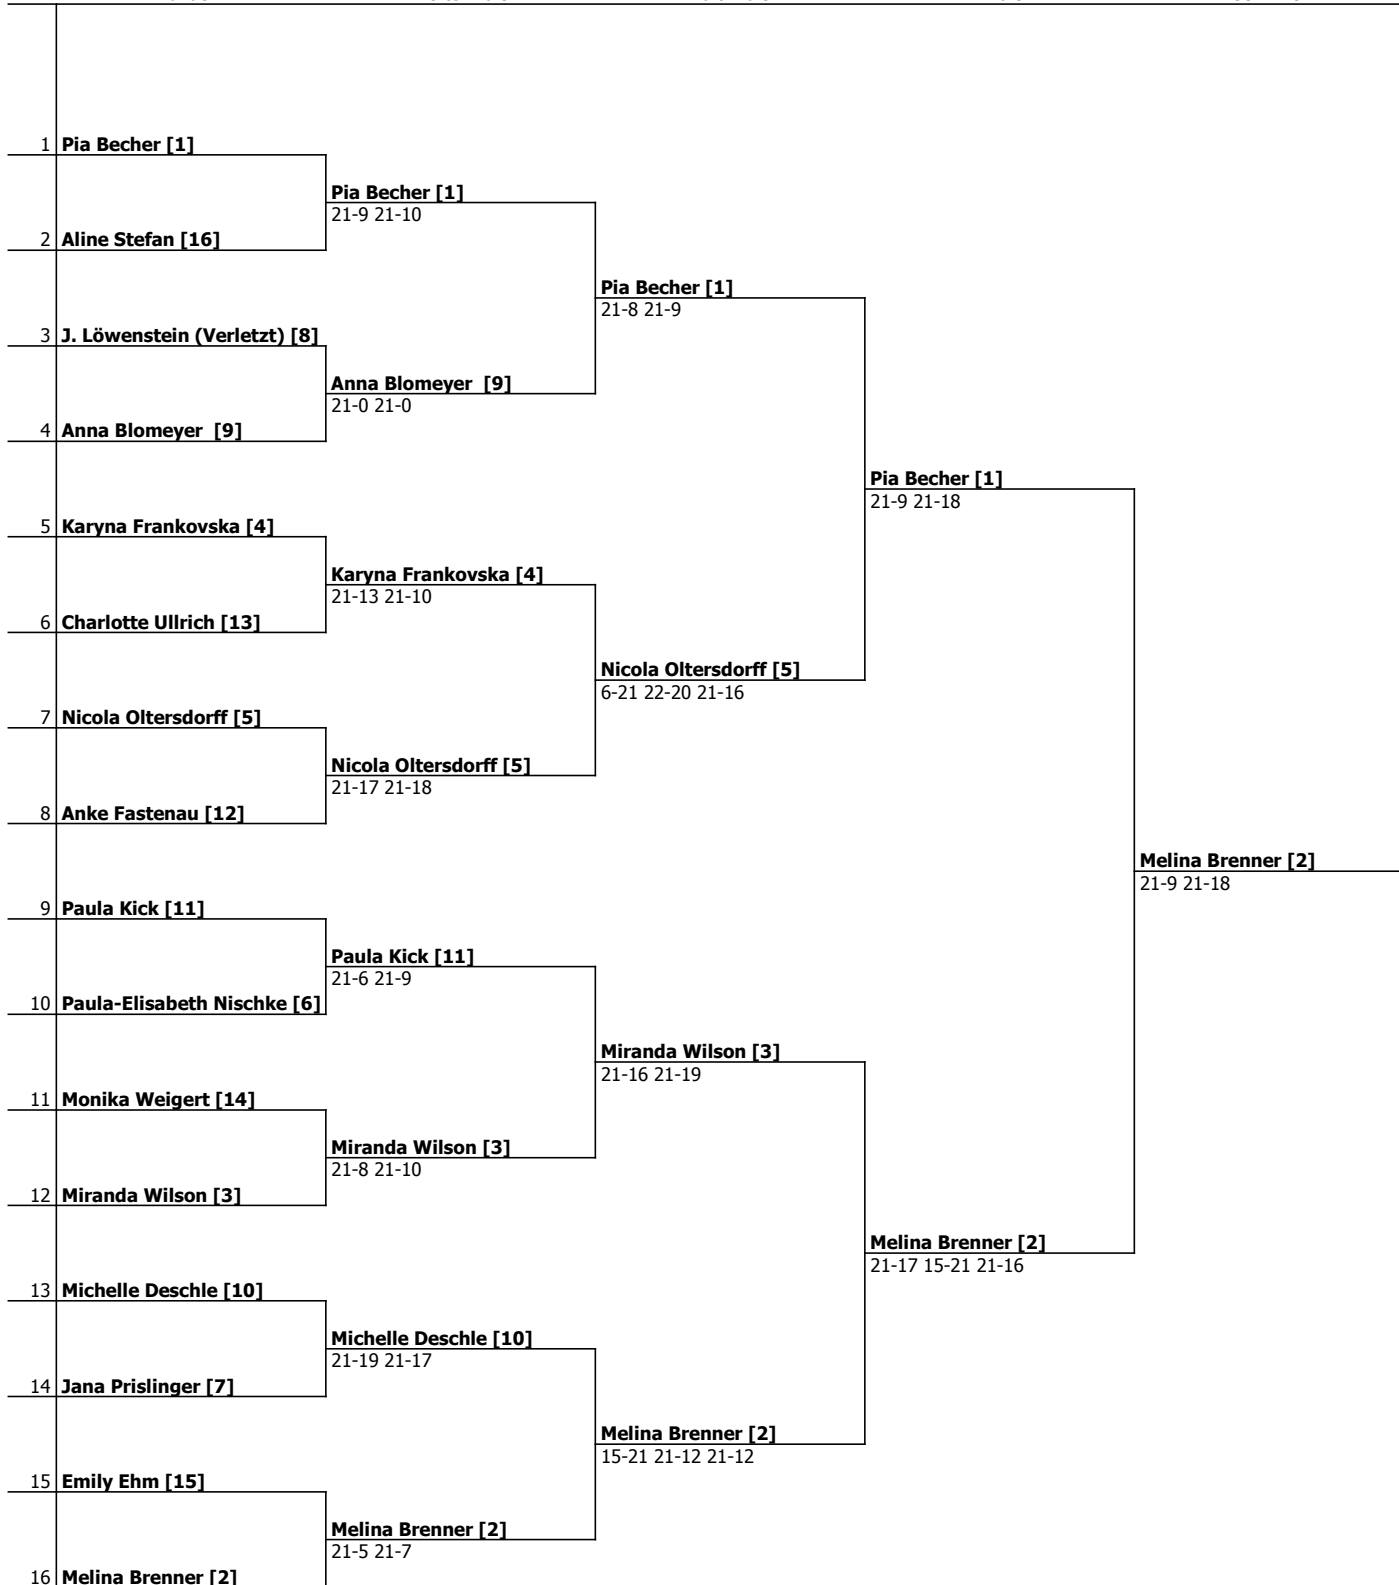 1 Pia Becher [1]
Pia Becher [1]
21-9 21-10
2 Aline Stefan [16]
Pia Becher [1]
21-8 21-9
3 J. Löwenstein (Verletzt) [8]
Anna Blomeyer [9]
21-0 21-0
4 Anna Blomeyer [9]
Pia Becher [1]
21-9 21-18
5 Karyna Frankovska [4]
Karyna Frankovska [4]
21-13 21-10
6 Charlotte Ullrich [13]
Nicola Oltersdorff [5]
6-21 22-20 21-16
7 Nicola Oltersdorff [5]
Nicola Oltersdorff [5]
21-17 21-18
8 Anke Fastenau [12]
Melina Brenner [2]
21-9 21-18
9 Paula Kick [11]
Paula Kick [11]
21-6 21-9
10 Paula-Elisabeth Nischke [6]
Miranda Wilson [3]
21-16 21-19
11 Monika Weigert [14]
Miranda Wilson [3]
21-8 21-10
12 Miranda Wilson [3]
Melina Brenner [2]
21-17 15-21 21-16
13 Michelle Deschle [10]
Michelle Deschle [10]
21-19 21-17
14 Jana Prislinger [7]
Melina Brenner [2]
15-21 21-12 21-12
15 Emily Ehm [15]
Melina Brenner [2]
21-5 21-7
16 Melina Brenner [2]